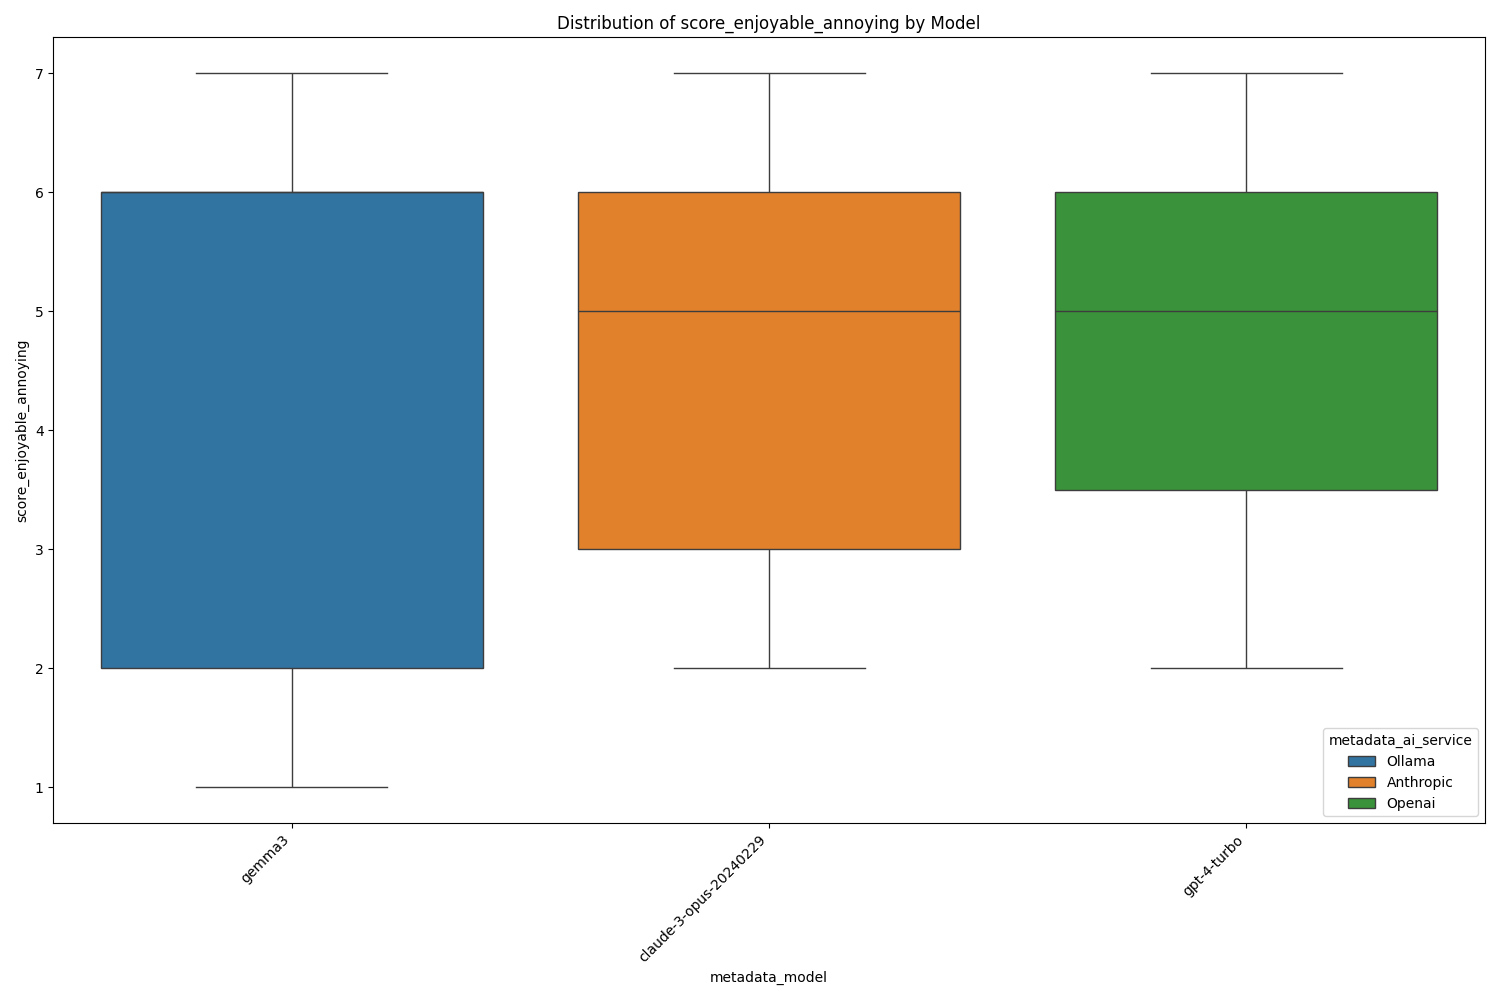 Distribution of score_enjoyable_annoying by Model
score_enjoyable_annoying
7
6
5
4
3
2
1
gemma3
claude-3-opus-20240229
gpt-4-turbo
metadata_model
metadata_ai_service
Ollama
Anthropic
Openai